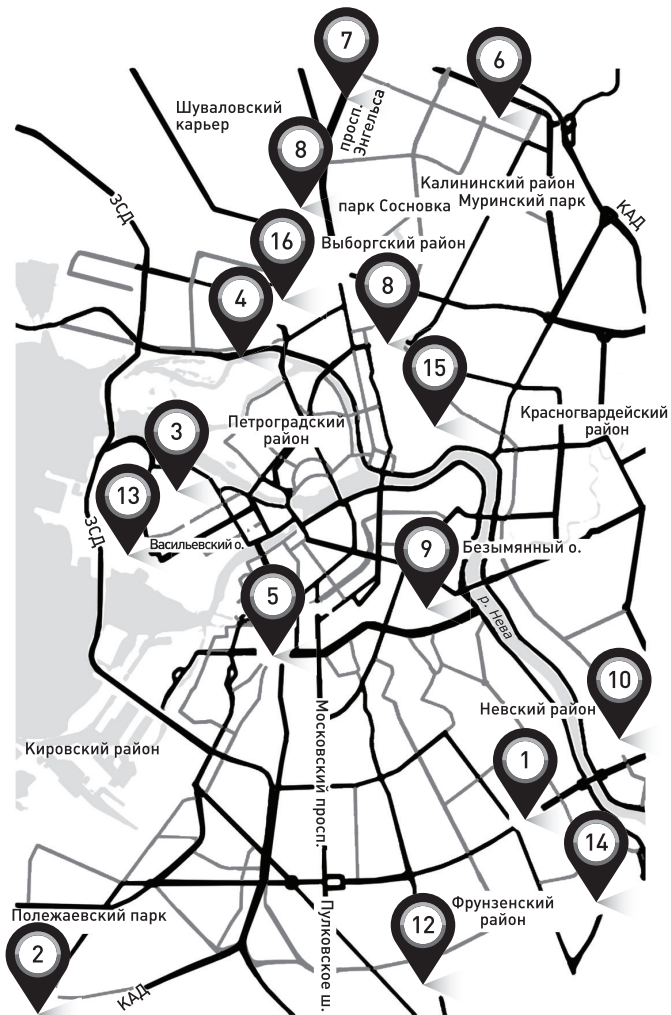 7
6
Шуваловский
карьер
просп.
Энгельса
8
Калининский район
Муринский парк
парк Сосновка
ЗСД
КАД
16
Выборгский район
4
8
15
Красногвардейский
район
Петроградский
район
3
13
ЗСД
Васильевский о.
9
Безымянный о.
5
р. Нева
10
Невский район
Московский просп.
Кировский район
1
14
Полежаевский парк
12
Фрунзенский
район
2
Пулковское ш.
КАД